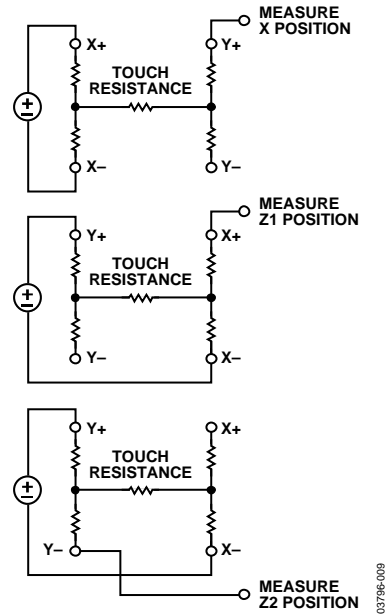 MEASURE
X POSITION
X+
Y+
TOUCH
RESISTANCE
X–
Y–
MEASURE
Z1 POSITION
Y+
X+
TOUCH
RESISTANCE
Y–
X–
Y+
X+
TOUCH
RESISTANCE
Y–
X–
MEASURE
Z2 POSITION
03796-009